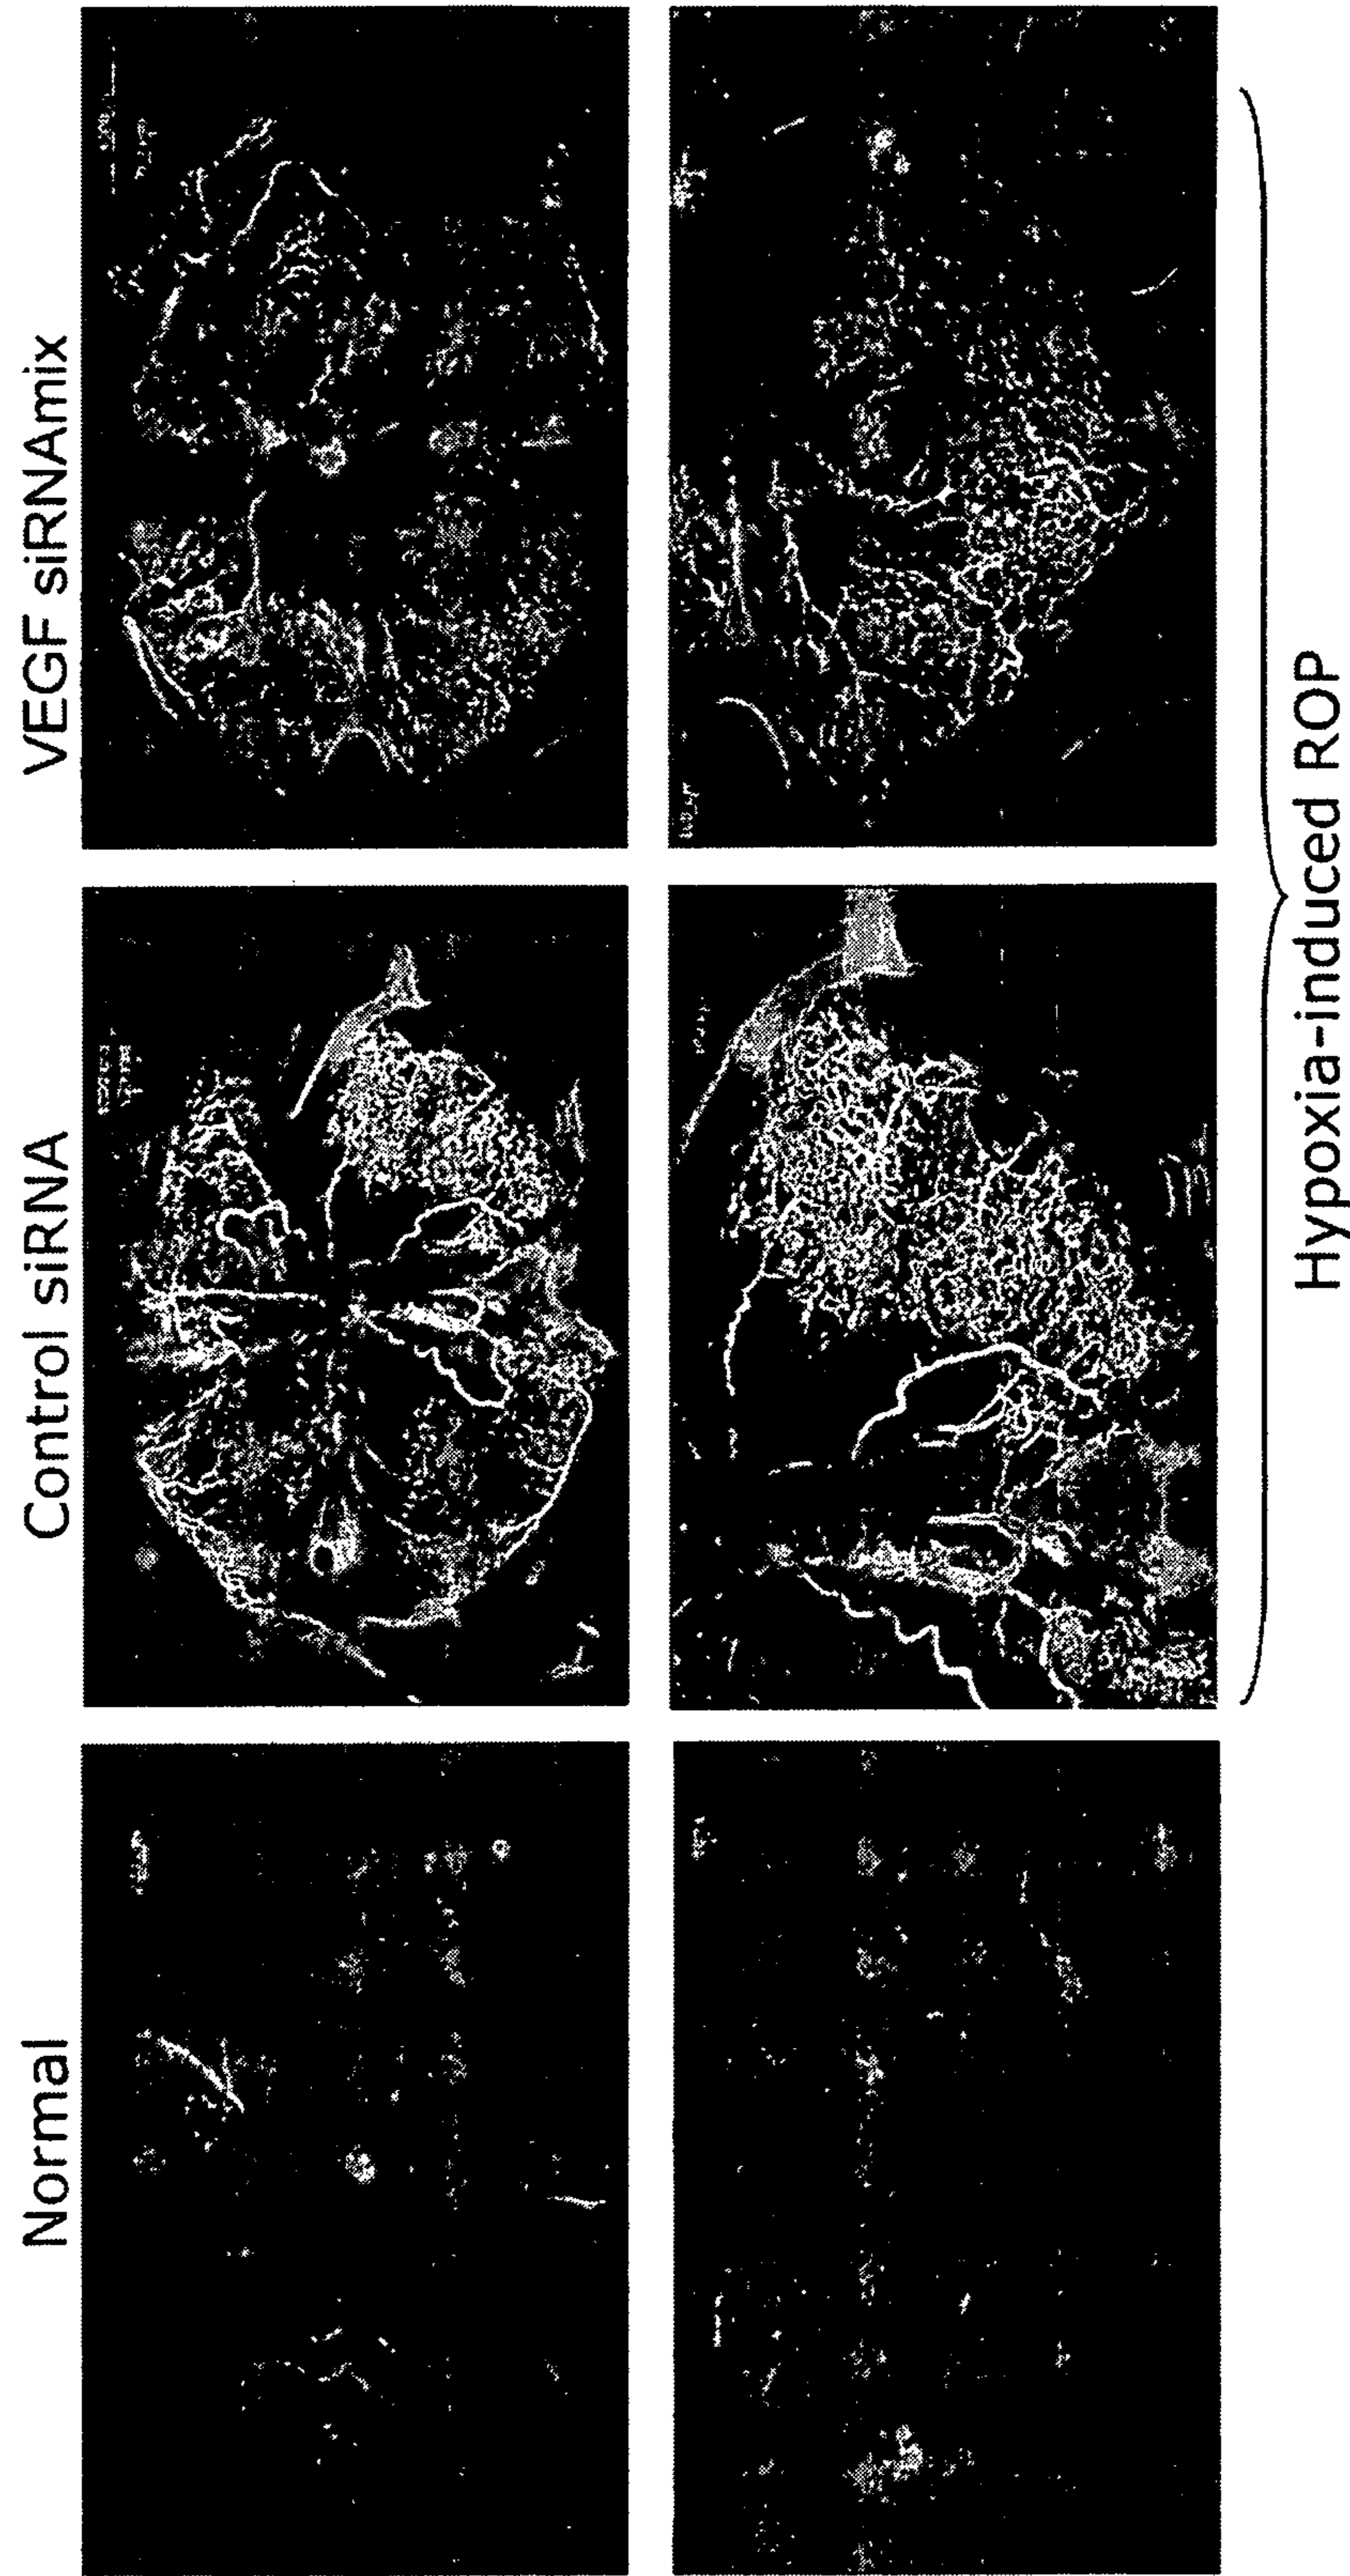 Normal
Control siRNA
VEGF siRNAmix
Hypoxia-induced ROP